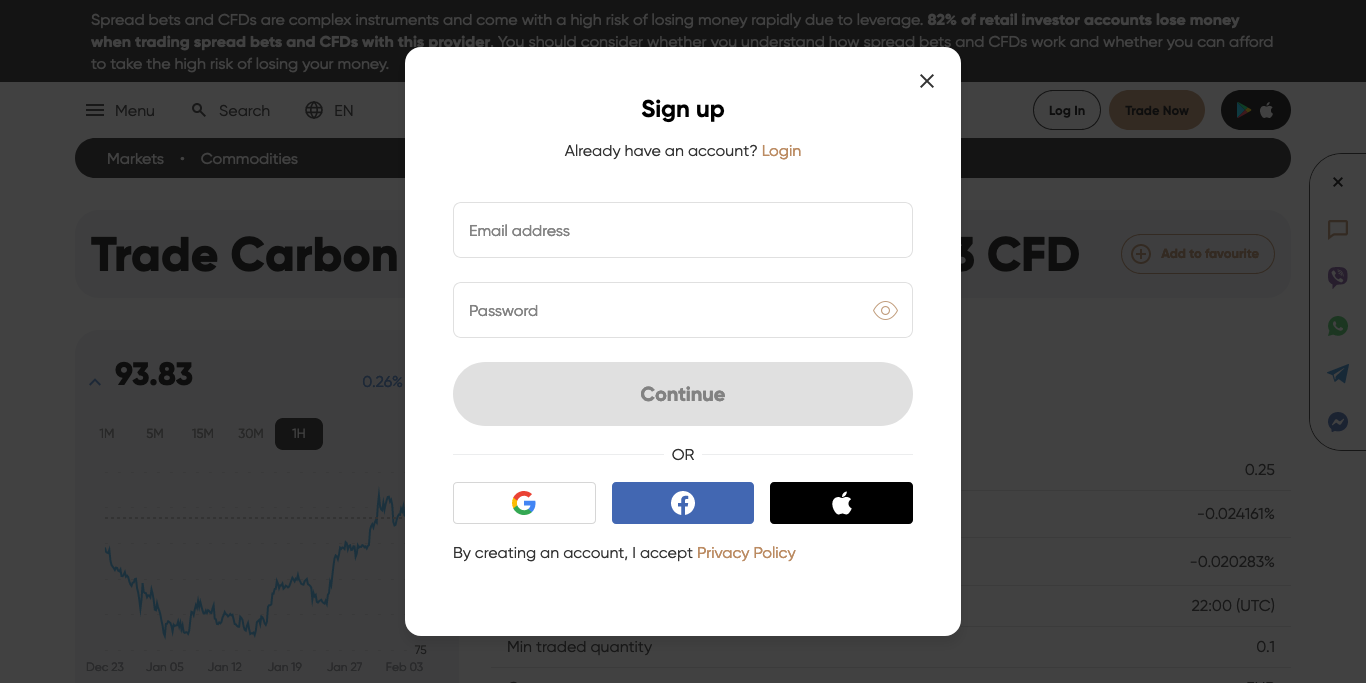 Spread bets and CFDs are complex instruments and come with a high risk of losing money rapidly due to leverage. 82% of retail investor accounts lose money
when trading spread bets and CFDs with this provider. You should consider whether you understand how spread bets and CFDs work and whether you can afford
to take the high risk of losing your money.
Menu Search EN Log In Trade Now
Markets • Commodities
Trade Carbon 3 CFD Add to favourite
Sign up
Already have an account? Login
Email address
Password
Continue
OR
By creating an account, I accept Privacy Policy
93.83 0.26%
1M 5M 15M 30M 1H
75
Dec 23 Jan 05 Jan 12 Jan 19 Jan 27 Feb 03
0.25
-0.024161%
-0.020283%
22:00 (UTC)
Min traded quantity 0.1